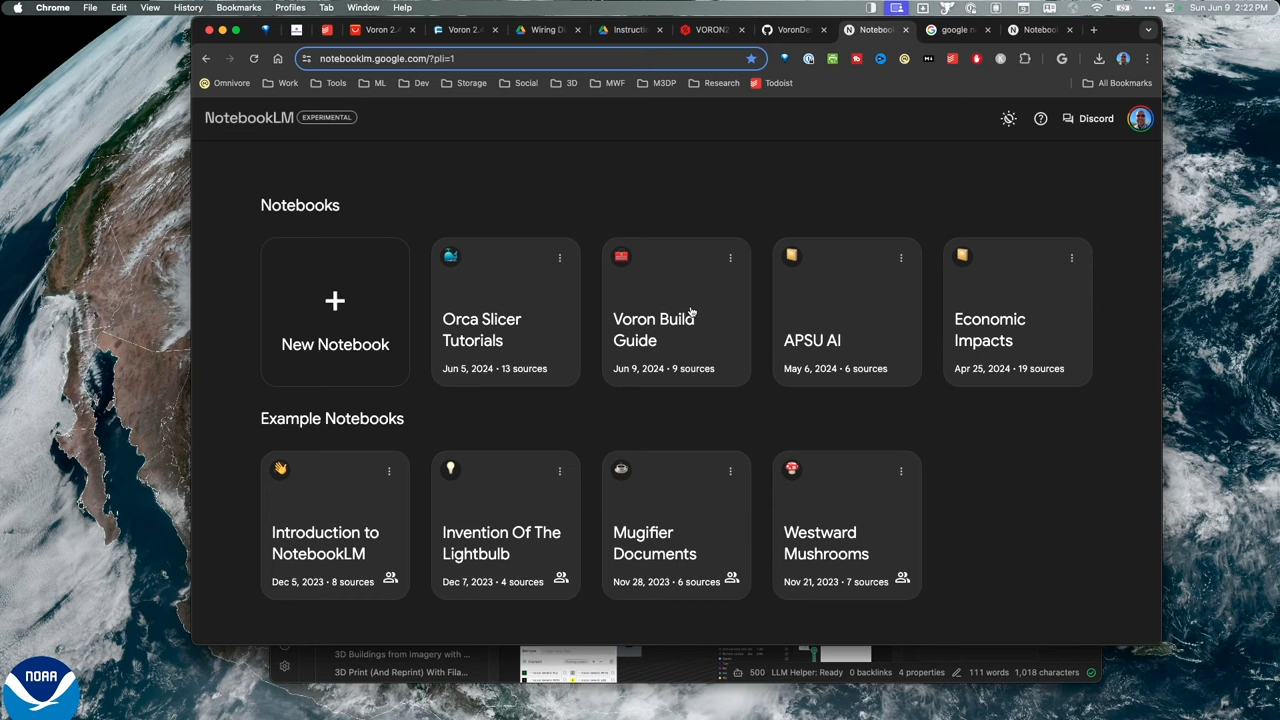 Chrome File Edit View History Bookmarks Profiles Tab Window Help
Sun Jun 9 2:22 PM
Voron 2.4 Voron 2.4 Wiring Di Instructi VORON2 VoronDe Notebook google n Notebook
notebooklm.google.com/?pli=1
Omnivore Work Tools ML Dev Storage Social 3D MWF M3DP Research Todoist All Bookmarks
NotebookLM EXPERIMENTAL
Discord
Notebooks
+
New Notebook
Orca Slicer
Tutorials
Jun 5, 2024 • 13 sources
Voron Build
Guide
Jun 9, 2024 • 9 sources
APSU AI
May 6, 2024 • 6 sources
Economic
Impacts
Apr 25, 2024 • 19 sources
Example Notebooks
Introduction to
NotebookLM
Dec 5, 2023 • 8 sources
Invention Of The
Lightbulb
Dec 7, 2023 • 4 sources
Mugifier
Documents
Nov 28, 2023 • 6 sources
Westward
Mushrooms
Nov 21, 2023 • 7 sources
3D Buildings from Imagery with ...
3D Print (And Reprint) With Fila...
500 LLM Helper: Ready 0 backlinks 4 properties 211 words 1,018 characters
NOAA